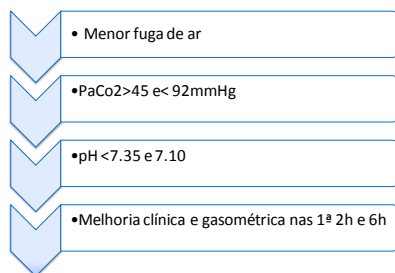 • Menor fuga de ar
•PaCo2>45 e< 92mmHg
•pH <7.35 e 7.10
•Melhoria clínica e gasométrica nas 1ª 2h e 6h